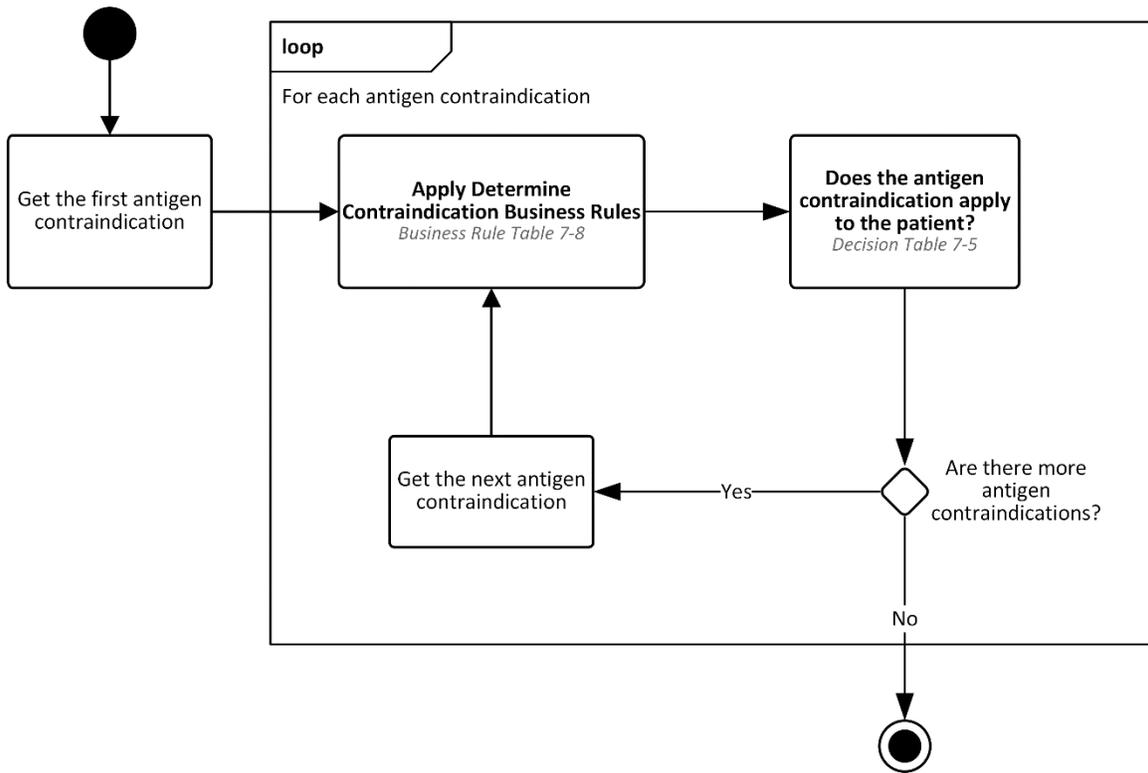 loop
For each antigen contraindication
Get the first antigen
contraindication
Apply Determine
Contraindication Business Rules
Business Rule Table 7-8
Does the antigen
contraindication apply
to the patient?
Decision Table 7-5
Get the next antigen
contraindication
Yes
Are there more
antigen
contraindications?
No